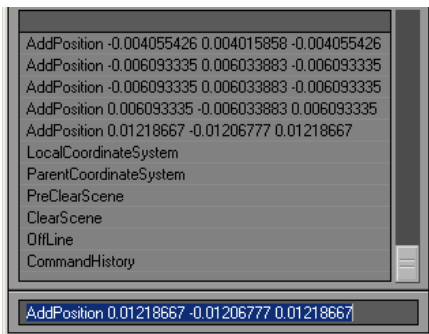 AddPosition -0.004055426 0.004015858 -0.004055426
AddPosition -0.006093335 0.006033883 -0.006093335
AddPosition -0.006093335 0.006033883 -0.006093335
AddPosition 0.006093335 -0.006033883 0.006093335
AddPosition 0.01218667 -0.01206777 0.01218667
LocalCoordinateSystem
ParentCoordinateSystem
PreClearScene
ClearScene
OffLine
CommandHistory
AddPosition 0.01218667 -0.01206777 0.01218667